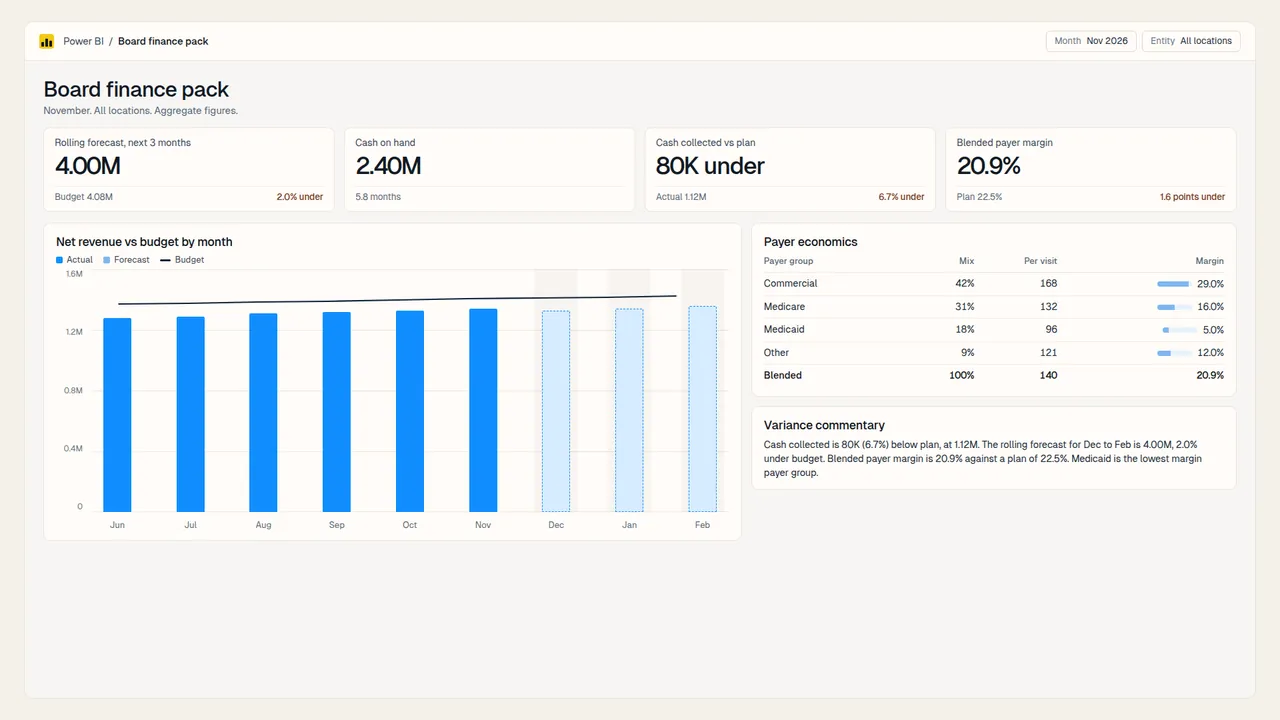 Power BI / Board finance pack
Month Nov 2026
Entity All locations
Board finance pack
November. All locations. Aggregate figures.
Rolling forecast, next 3 months
4.00M
Budget 4.08M 2.0% under
Cash on hand
2.40M
5.8 months
Cash collected vs plan
80K under
Actual 1.12M 6.7% under
Blended payer margin
20.9%
Plan 22.5% 1.6 points under
Net revenue vs budget by month
Actual Forecast Budget
1.6M
1.2M
0.8M
0.4M
0
Jun Jul Aug Sep Oct Nov Dec Jan Feb
Payer economics
Payer group Mix Per visit Margin
Commercial 42% 168 29.0%
Medicare 31% 132 16.0%
Medicaid 18% 96 5.0%
Other 9% 121 12.0%
Blended 100% 140 20.9%
Variance commentary
Cash collected is 80K (6.7%) below plan, at 1.12M. The rolling forecast for Dec to Feb is 4.00M, 2.0%
under budget. Blended payer margin is 20.9% against a plan of 22.5%. Medicaid is the lowest margin
payer group.